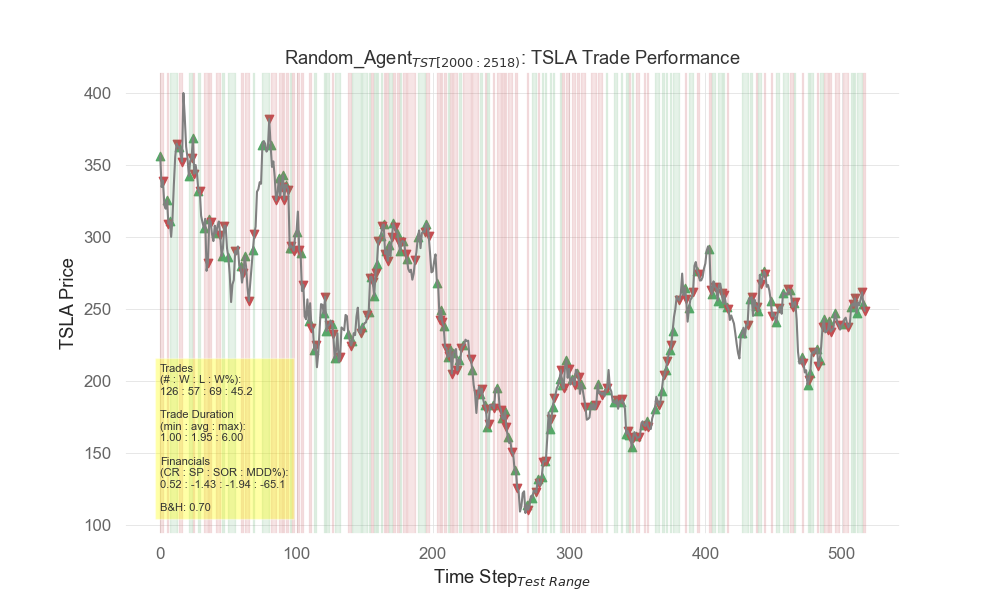 Random_Agent TST[2000 : 2518) : TSLA Trade Performance
TSLA Price
400
350
300
250
200
150
100
Trades
(# : W : L : W%):
126 : 57 : 69 : 45.2
Trade Duration
(min : avg : max):
1.00 : 1.95 : 6.00
Financials
(CR : SP : SOR : MDD%):
0.52 : -1.43 : -1.94 : -65.1
B&H: 0.70
0 100 200 300 400 500
Time Step Test Range